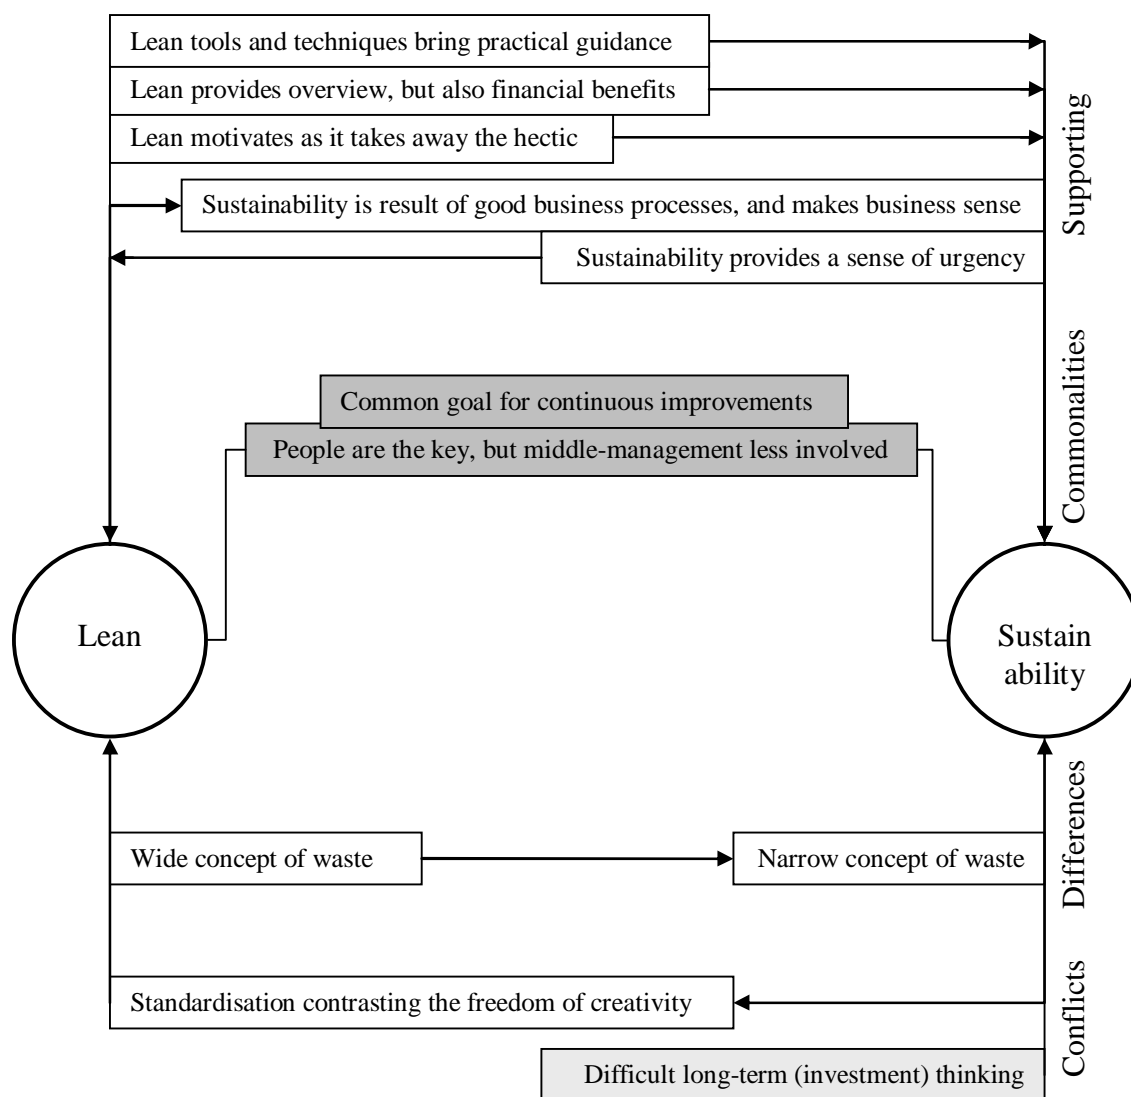 Lean tools and techniques bring practical guidance
Lean provides overview, but also financial benefits
Lean motivates as it takes away the hectic
Sustainability is result of good business processes, and makes business sense
Sustainability provides a sense of urgency
Supporting
Common goal for continuous improvements
People are the key, but middle-management less involved
Commonalities
Lean
Sustain
ability
Wide concept of waste
Narrow concept of waste
Differences
Standardisation contrasting the freedom of creativity
Difficult long-term (investment) thinking
Conflicts